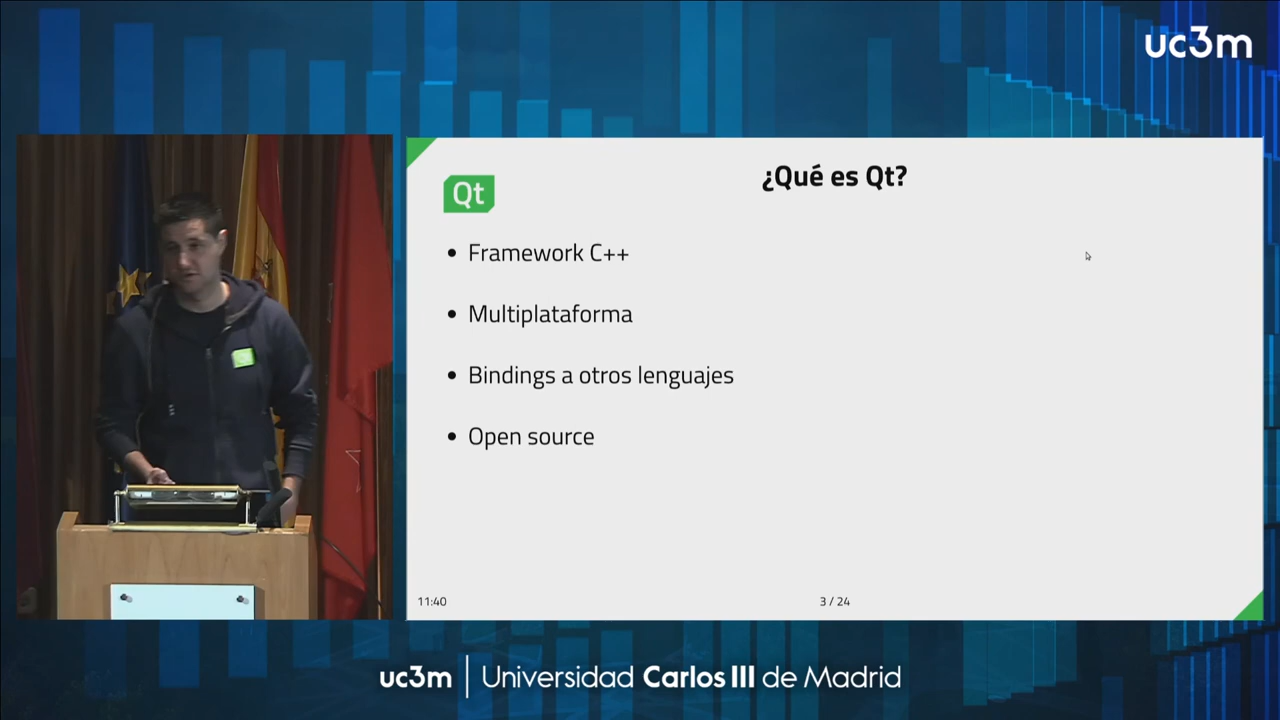 uc3m
Qt
¿Qué es Qt?
• Framework C++
• Multiplataforma
• Bindings a otros lenguajes
• Open source
11:40
3 / 24
uc3m | Universidad Carlos III de Madrid